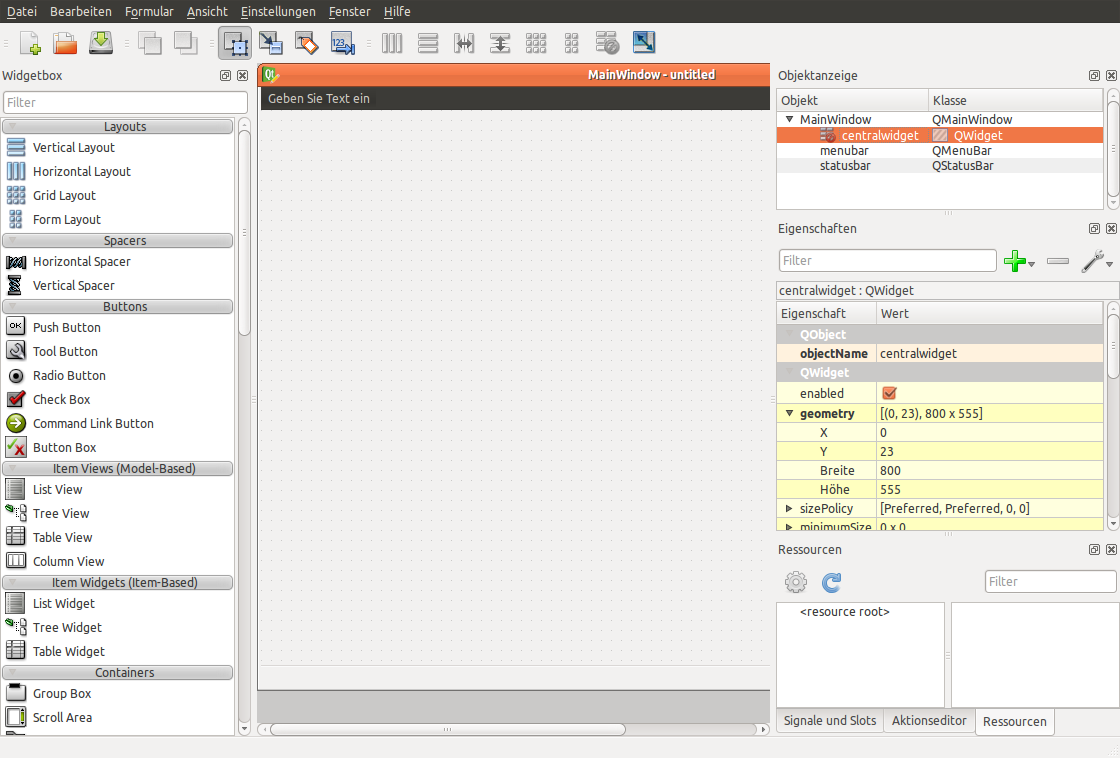 Datei Bearbeiten Formular Ansicht Einstellungen Fenster Hilfe
Widgetbox
Filter
Layouts
Vertical Layout
Horizontal Layout
Grid Layout
Form Layout
Spacers
Horizontal Spacer
Vertical Spacer
Buttons
OK Push Button
Tool Button
Radio Button
Check Box
Command Link Button
Button Box
Item Views (Model-Based)
List View
Tree View
Table View
Column View
Item Widgets (Item-Based)
List Widget
Tree Widget
Table Widget
Containers
Group Box
Scroll Area
MainWindow - untitled
Geben Sie Text ein
Objektanzeige
Objekt Klasse
MainWindow QMainWindow
centralwidget QWidget
menubar QMenuBar
statusbar QStatusBar
Eigenschaften
Filter
centralwidget : QWidget
Eigenschaft Wert
QObject
objectName centralwidget
QWidget
enabled
geometry [(0, 23), 800 x 555]
X 0
Y 23
Breite 800
Höhe 555
sizePolicy [Preferred, Preferred, 0, 0]
minimumSize 0 x 0
Ressourcen
Filter
<resource root>
Signale und Slots Aktionseditor Ressourcen